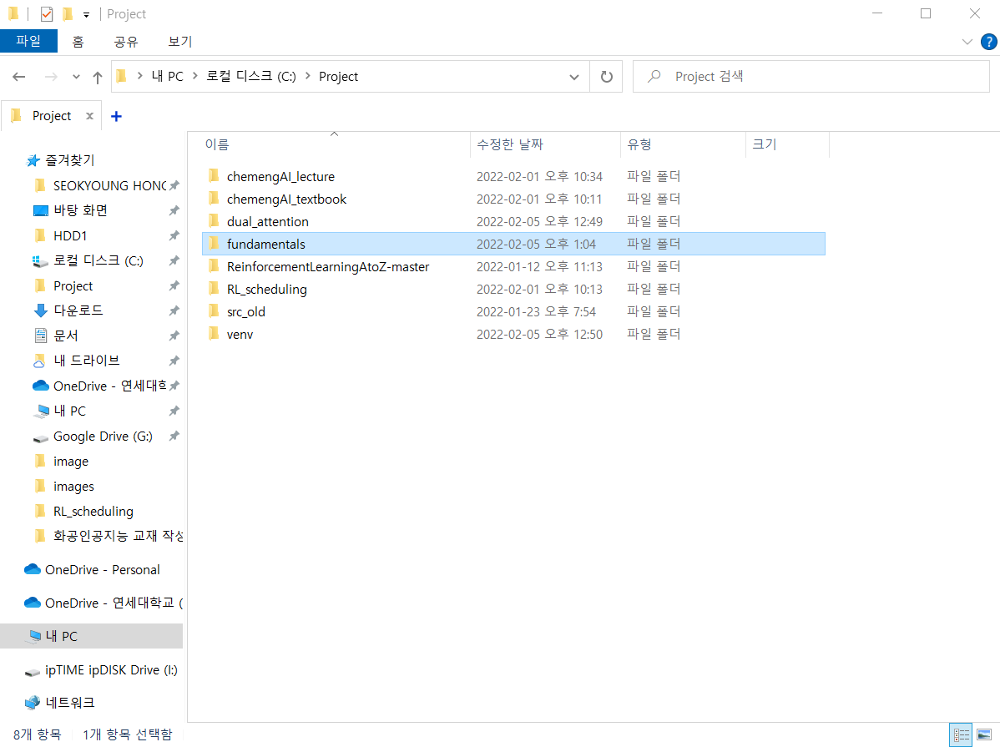 Project
파일 홈 공유 보기
내 PC 로컬 디스크 (C:) Project Project 검색
Project x +
이름 수정한 날짜 유형 크기
즐겨찾기
SEOKYOUNG HONG
바탕 화면
HDD1
로컬 디스크 (C:)
Project
다운로드
문서
내 드라이브
OneDrive - 연세대학
내 PC
Google Drive (G:)
image
images
RL_scheduling
화공인공지능 교재 작성
OneDrive - Personal
OneDrive - 연세대학교 (
내 PC
ipTIME ipDISK Drive (I:)
네트워크
chemengAI_lecture 2022-02-01 오후 10:34 파일 폴더
chemengAI_textbook 2022-02-01 오후 10:11 파일 폴더
dual_attention 2022-02-05 오후 12:49 파일 폴더
fundamentals 2022-02-05 오후 1:04 파일 폴더
ReinforcementLearningAtoZ-master 2022-01-12 오후 11:13 파일 폴더
RL_scheduling 2022-02-01 오후 10:13 파일 폴더
src_old 2022-01-23 오후 7:54 파일 폴더
venv 2022-02-05 오후 12:50 파일 폴더
8개 항목 1개 항목 선택함